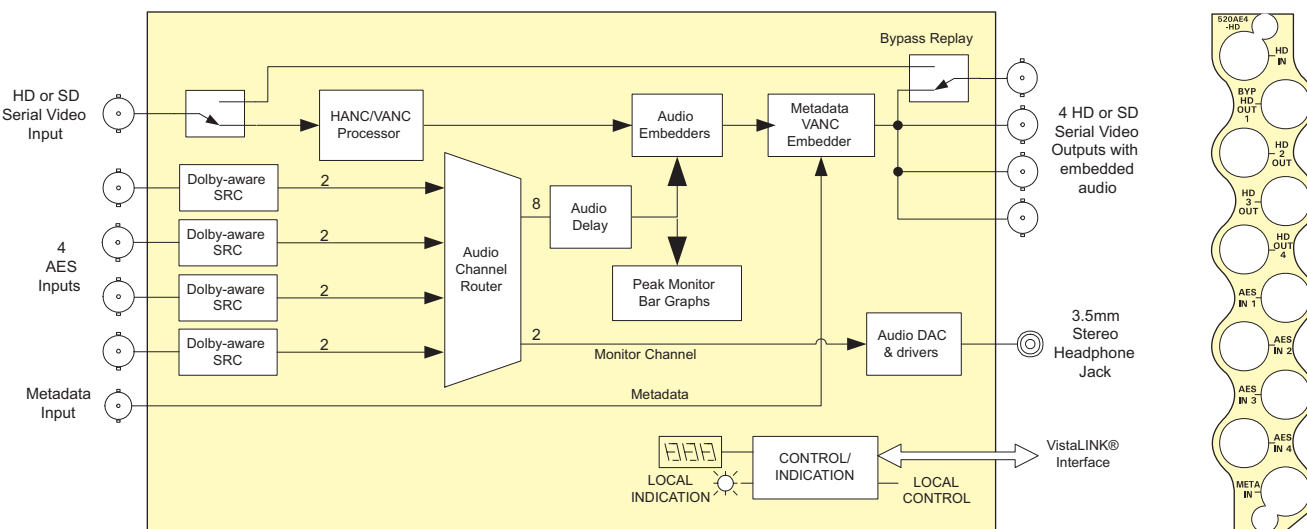 Bypass Replay
HD or SD
Serial Video
Input
HANC/VANC
Processor
Audio
Embedders
Metadata
VANC
Embedder
4 HD or SD
Serial Video
Outputs with
embedded
audio
4
AES
Inputs
Dolby-aware
SRC
2
Dolby-aware
SRC
2
Dolby-aware
SRC
2
Dolby-aware
SRC
2
Audio
Channel
Router
8
Audio
Delay
Peak Monitor
Bar Graphs
2
Monitor Channel
Audio DAC
& drivers
3.5mm
Stereo
Headphone
Jack
Metadata
Input
Metadata
LOCAL
INDICATION
CONTROL/
INDICATION
LOCAL
CONTROL
VistaLINK®
Interface
520AE4
-HD
HD
IN
BYP
HD
OUT
1
HD
2
OUT
HD
3
OUT
HD
OUT
4
AES
IN 1
AES
IN 2
AES
IN 3
AES
IN 4
META
IN